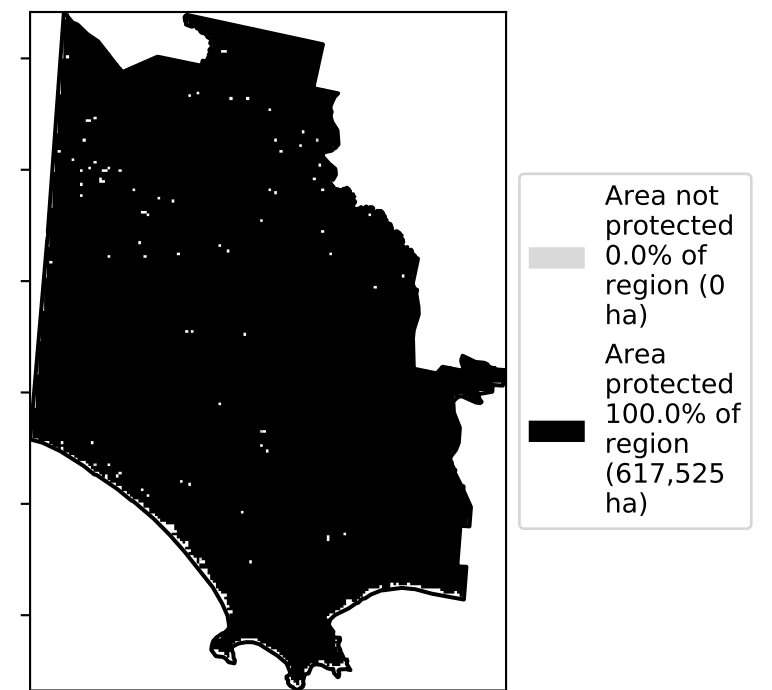 Area not
protected
0.0% of
region (0
ha)
Area
protected
100.0% of
region
(617,525
ha)